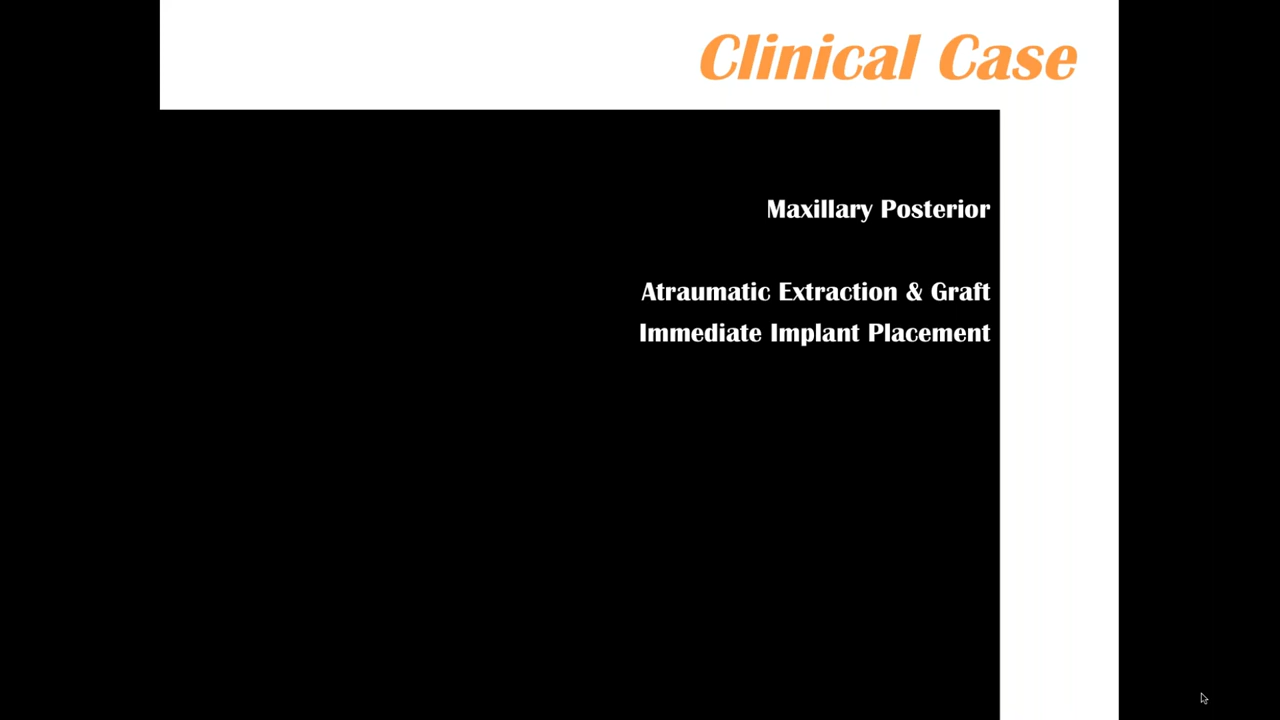 Clinical Case
Maxillary Posterior
Atraumatic Extraction & Graft
Immediate Implant Placement